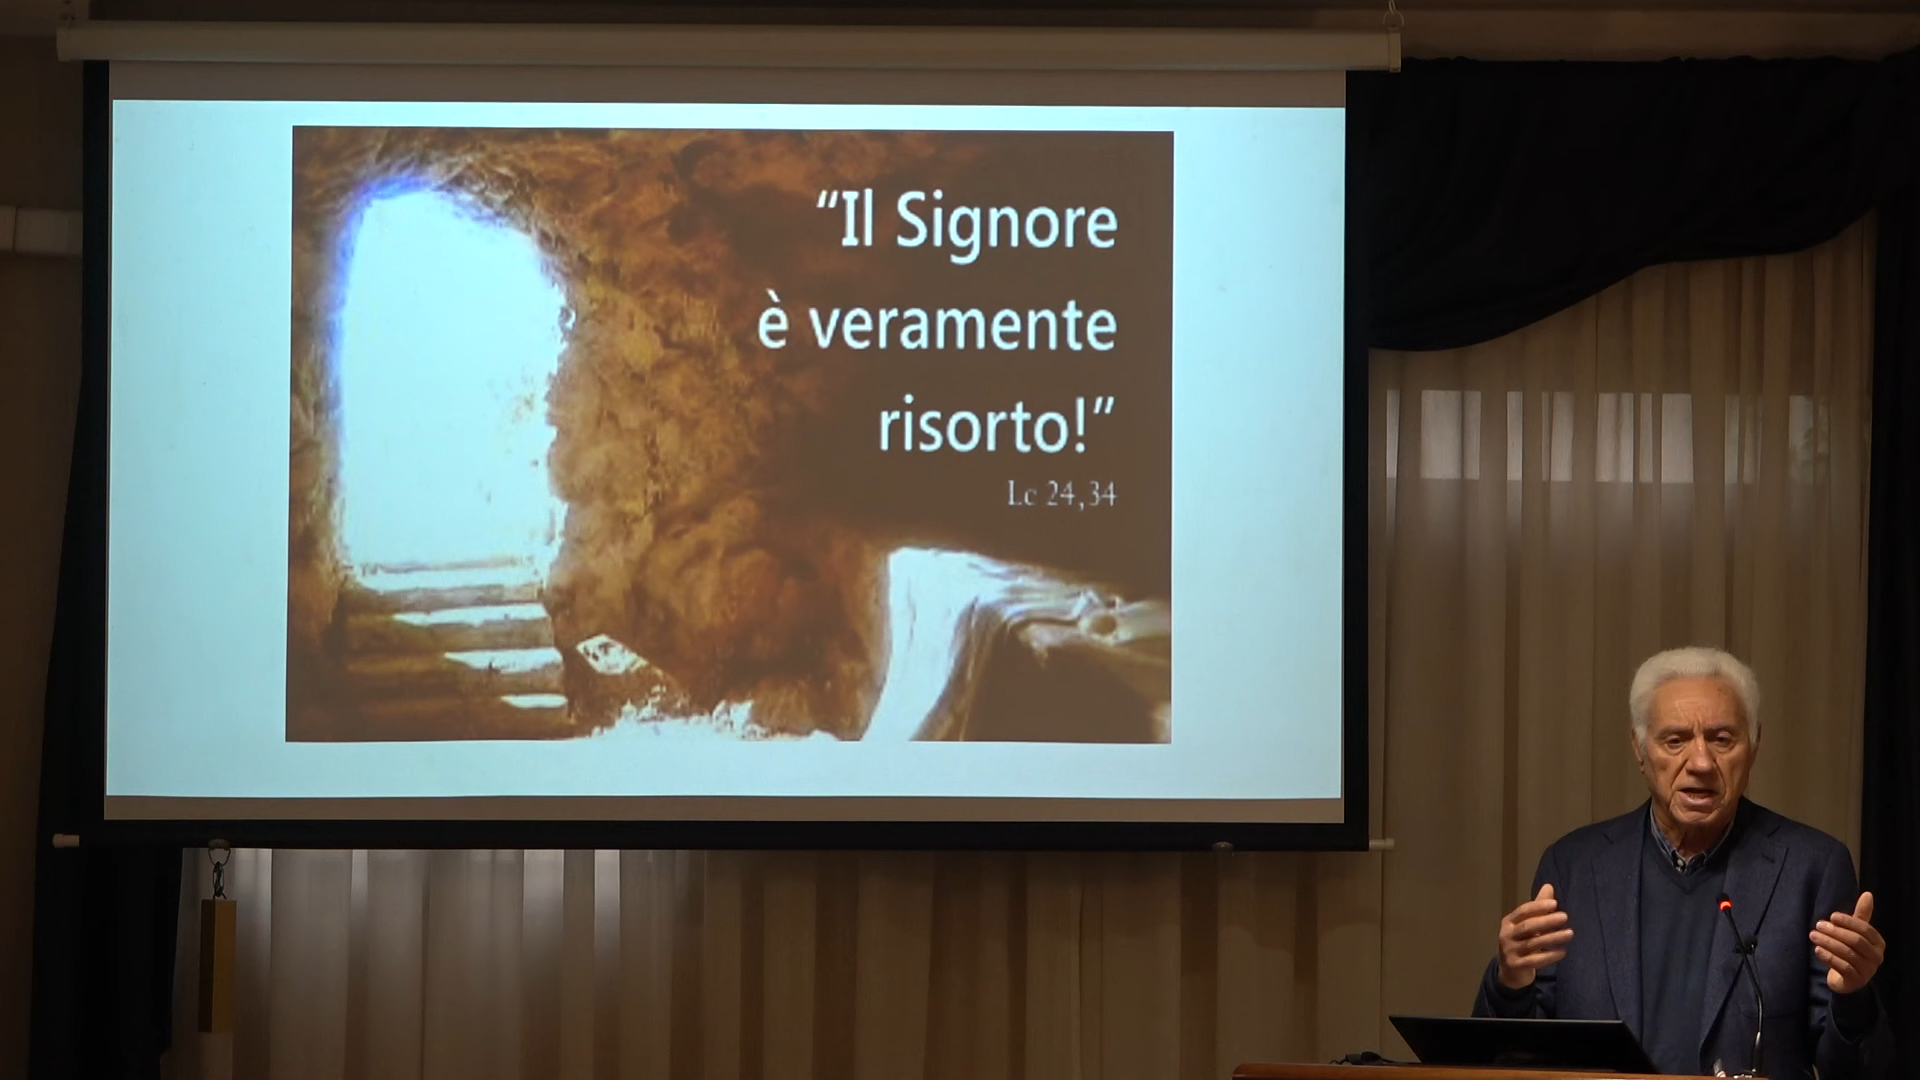 “Il Signore
è veramente
risorto!”
Lc 24,34